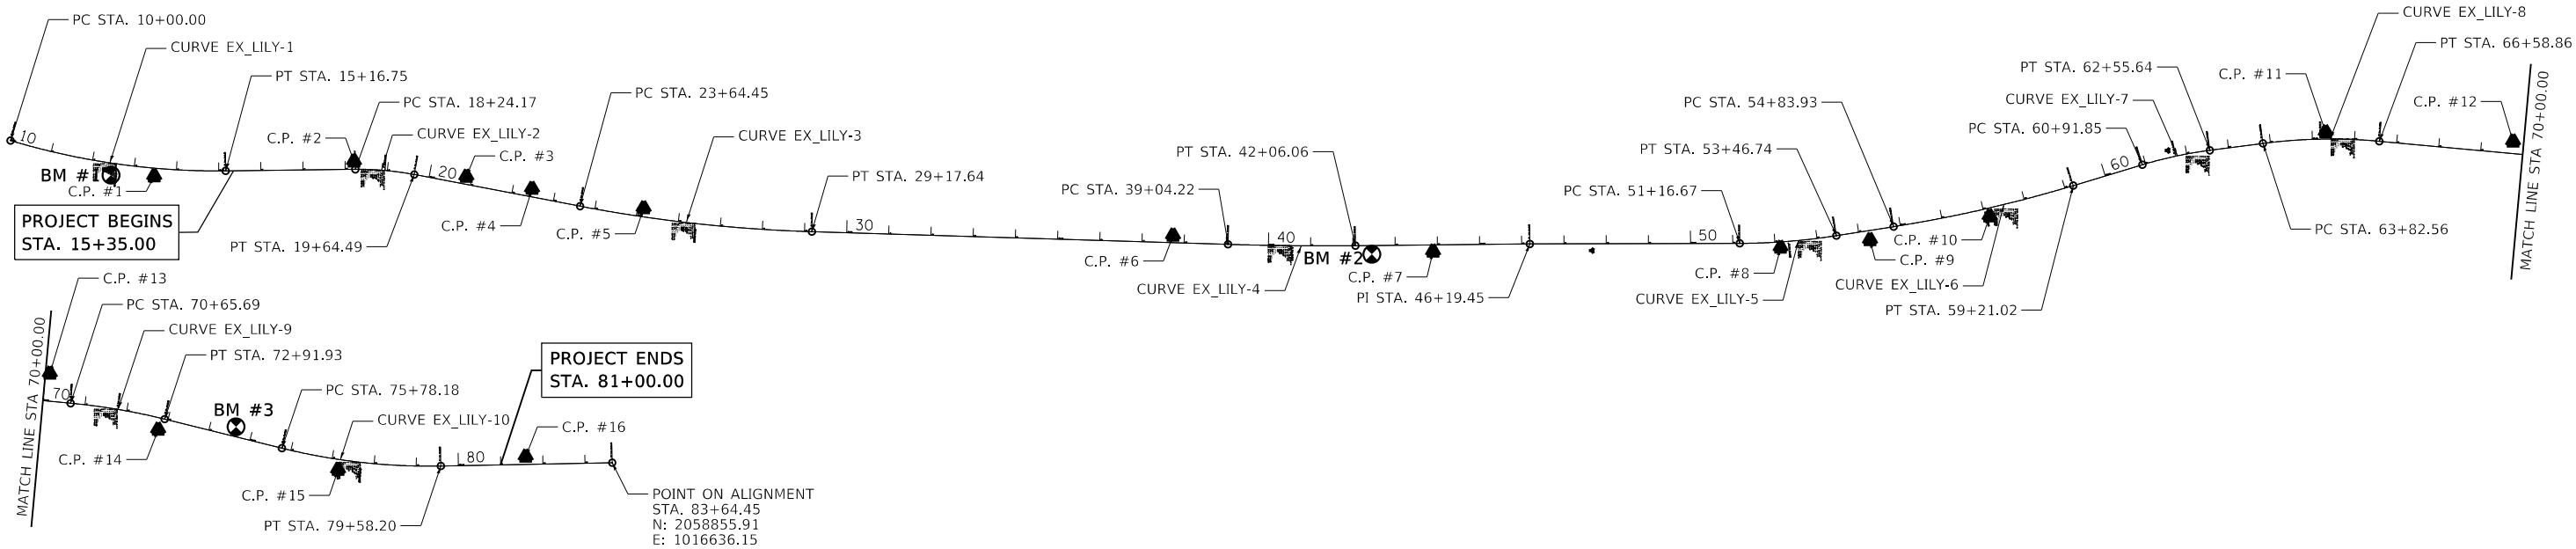 PC STA. 10+00.00
CURVE EX_LILY-1
PT STA. 15+16.75
PC STA. 18+24.17
C.P. #2
CURVE EX_LILY-2
C.P. #3
PC STA. 23+64.45
CURVE EX_LILY-3
10
BM #1
C.P. #1
PROJECT BEGINS
STA. 15+35.00
PT STA. 19+64.49
20
C.P. #4
C.P. #5
PT STA. 29+17.64
30
PC STA. 39+04.22
C.P. #6
40
CURVE EX_LILY-4
PT STA. 42+06.06
BM #2
C.P. #7
PI STA. 46+19.45
PC STA. 51+16.67
50
C.P. #8
CURVE EX_LILY-5
PT STA. 53+46.74
PC STA. 54+83.93
C.P. #9
C.P. #10
CURVE EX_LILY-6
PT STA. 59+21.02
60
PC STA. 60+91.85
CURVE EX_LILY-7
PT STA. 62+55.64
PC STA. 63+82.56
C.P. #11
CURVE EX_LILY-8
PT STA. 66+58.86
C.P. #12
MATCH LINE STA 70+00.00
MATCH LINE STA 70+00.00
C.P. #13
70
PC STA. 70+65.69
CURVE EX_LILY-9
PT STA. 72+91.93
C.P. #14
BM #3
PC STA. 75+78.18
CURVE EX_LILY-10
C.P. #15
PT STA. 79+58.20
80
PROJECT ENDS
STA. 81+00.00
C.P. #16
POINT ON ALIGNMENT
STA. 83+64.45
N: 2058855.91
E: 1016636.15